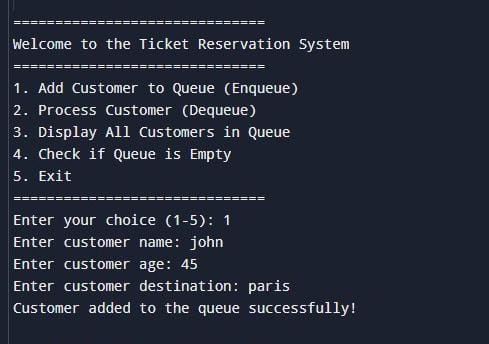 ==============================
Welcome to the Ticket Reservation System
==============================
1. Add Customer to Queue (Enqueue)
2. Process Customer (Dequeue)
3. Display All Customers in Queue
4. Check if Queue is Empty
5. Exit
==============================
Enter your choice (1-5): 1
Enter customer name: john
Enter customer age: 45
Enter customer destination: paris
Customer added to the queue successfully!